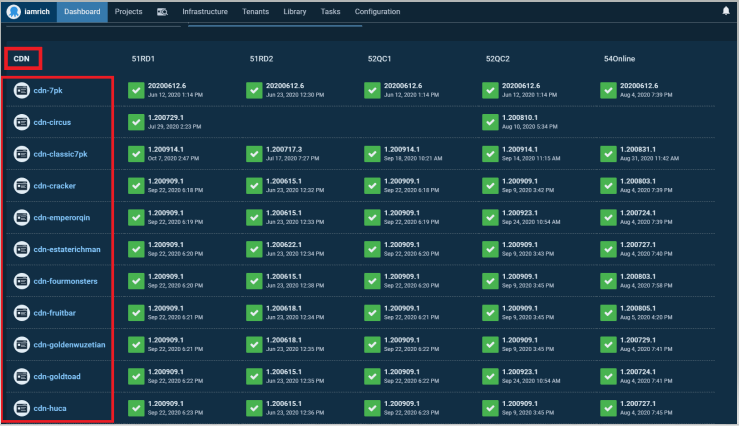 iamrich Dashboard Projects Infrastructure Tenants Library Tasks Configuration
CDN 51RD1 51RD2 52QC1 52QC2 54Online
cdn-7pk 20200612.6 20200612.6 20200612.6 20200612.6 20200612.6
Jun 12, 2020 1:14 PM Jun 23, 2020 12:30 PM Jun 12, 2020 1:14 PM Jun 12, 2020 1:14 PM Aug 4, 2020 7:39 PM
cdn-circus 1.200729.1 1.200810.1
Jul 29, 2020 2:23 PM Aug 10, 2020 5:34 PM
cdn-classic7pk 1.200914.1 1.200717.3 1.200914.1 1.200914.1 1.200831.1
Oct 7, 2020 2:47 PM Jul 17, 2020 7:27 PM Sep 18, 2020 10:21 AM Sep 14, 2020 11:15 AM Aug 31, 2020 11:42 AM
cdn-cracker 1.200909.1 1.200615.1 1.200909.1 1.200909.1 1.200803.1
Sep 22, 2020 6:18 PM Jun 23, 2020 12:32 PM Sep 22, 2020 6:18 PM Sep 9, 2020 3:42 PM Aug 4, 2020 7:39 PM
cdn-emperorqin 1.200909.1 1.200615.1 1.200909.1 1.200923.1 1.200724.1
Sep 22, 2020 6:19 PM Jun 23, 2020 12:33 PM Sep 22, 2020 6:19 PM Sep 24, 2020 10:54 AM Aug 4, 2020 7:39 PM
cdn-estaterichman 1.200909.1 1.200622.1 1.200909.1 1.200909.1 1.200727.1
Sep 22, 2020 6:20 PM Jun 23, 2020 12:34 PM Sep 22, 2020 6:20 PM Sep 9, 2020 3:43 PM Aug 4, 2020 7:40 PM
cdn-fourmonsters 1.200909.1 1.200615.1 1.200909.1 1.200909.1 1.200803.1
Sep 22, 2020 6:20 PM Jun 23, 2020 12:38 PM Sep 22, 2020 6:20 PM Sep 9, 2020 3:45 PM Aug 4, 2020 7:58 PM
cdn-fruitbar 1.200909.1 1.200618.1 1.200909.1 1.200909.1 1.200805.1
Sep 22, 2020 6:21 PM Jun 23, 2020 12:34 PM Sep 22, 2020 6:21 PM Sep 9, 2020 3:45 PM Aug 5, 2020 4:20 PM
cdn-goldenwuzetian 1.200909.1 1.200618.1 1.200909.1 1.200909.1 1.200729.1
Sep 22, 2020 6:21 PM Jun 23, 2020 12:35 PM Sep 22, 2020 6:22 PM Sep 9, 2020 3:45 PM Aug 4, 2020 7:41 PM
cdn-goldtoad 1.200909.1 1.200615.1 1.200909.1 1.200923.1 1.200724.1
Sep 22, 2020 6:22 PM Jun 23, 2020 12:35 PM Sep 22, 2020 6:22 PM Sep 24, 2020 10:54 AM Aug 4, 2020 7:41 PM
cdn-huca 1.200909.1 1.200615.1 1.200909.1 1.200909.1 1.200727.1
Sep 22, 2020 6:23 PM Jun 23, 2020 12:36 PM Sep 22, 2020 6:23 PM Sep 9, 2020 3:45 PM Aug 4, 2020 7:45 PM